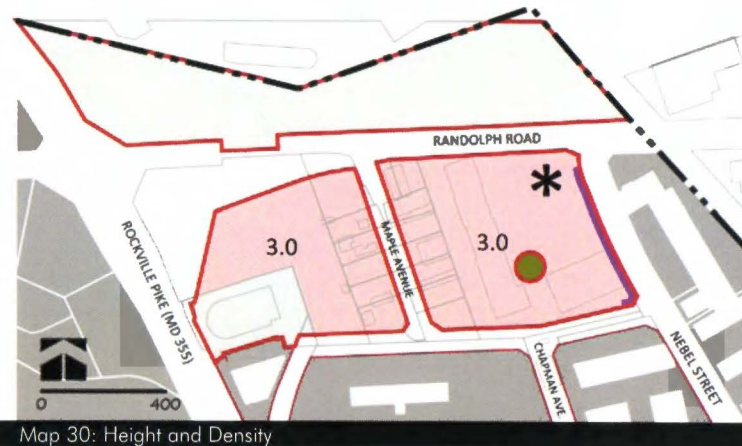 RANDOLPH ROAD
ROCKVILLE PIKE (MD 355)
3.0
MAPLE AVENUE
3.0
*
CHAPMAN AVE
NEBEL STREET
0 400
Map 30: Height and Density